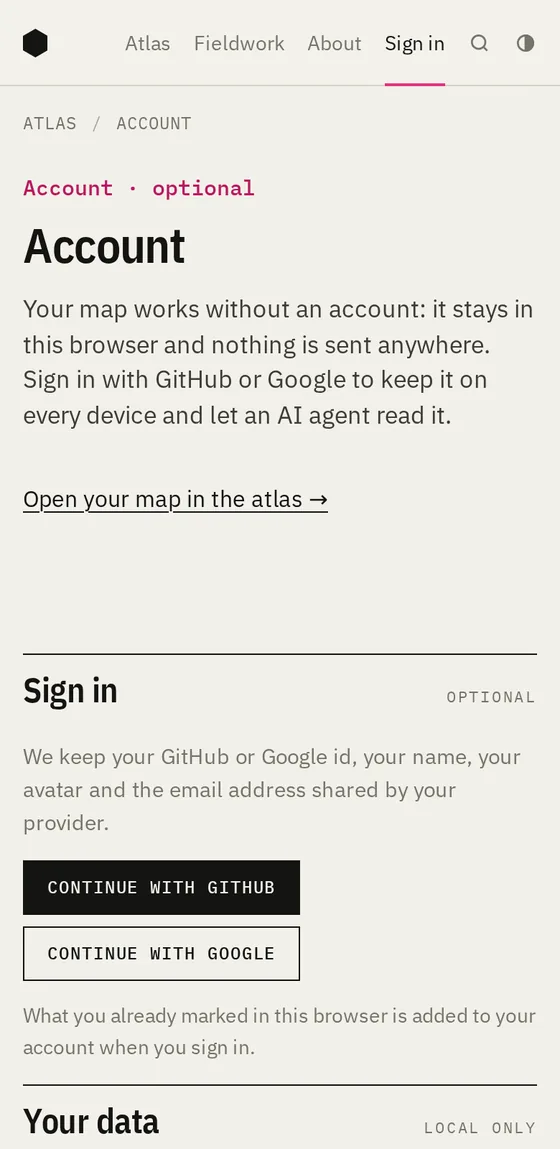 Atlas Fieldwork About Sign in
ATLAS / ACCOUNT
Account · optional
Account
Your map works without an account: it stays in
this browser and nothing is sent anywhere.
Sign in with GitHub or Google to keep it on
every device and let an AI agent read it.
Open your map in the atlas →
Sign in
OPTIONAL
We keep your GitHub or Google id, your name, your
avatar and the email address shared by your
provider.
CONTINUE WITH GITHUB
CONTINUE WITH GOOGLE
What you already marked in this browser is added to your
account when you sign in.
Your data
LOCAL ONLY